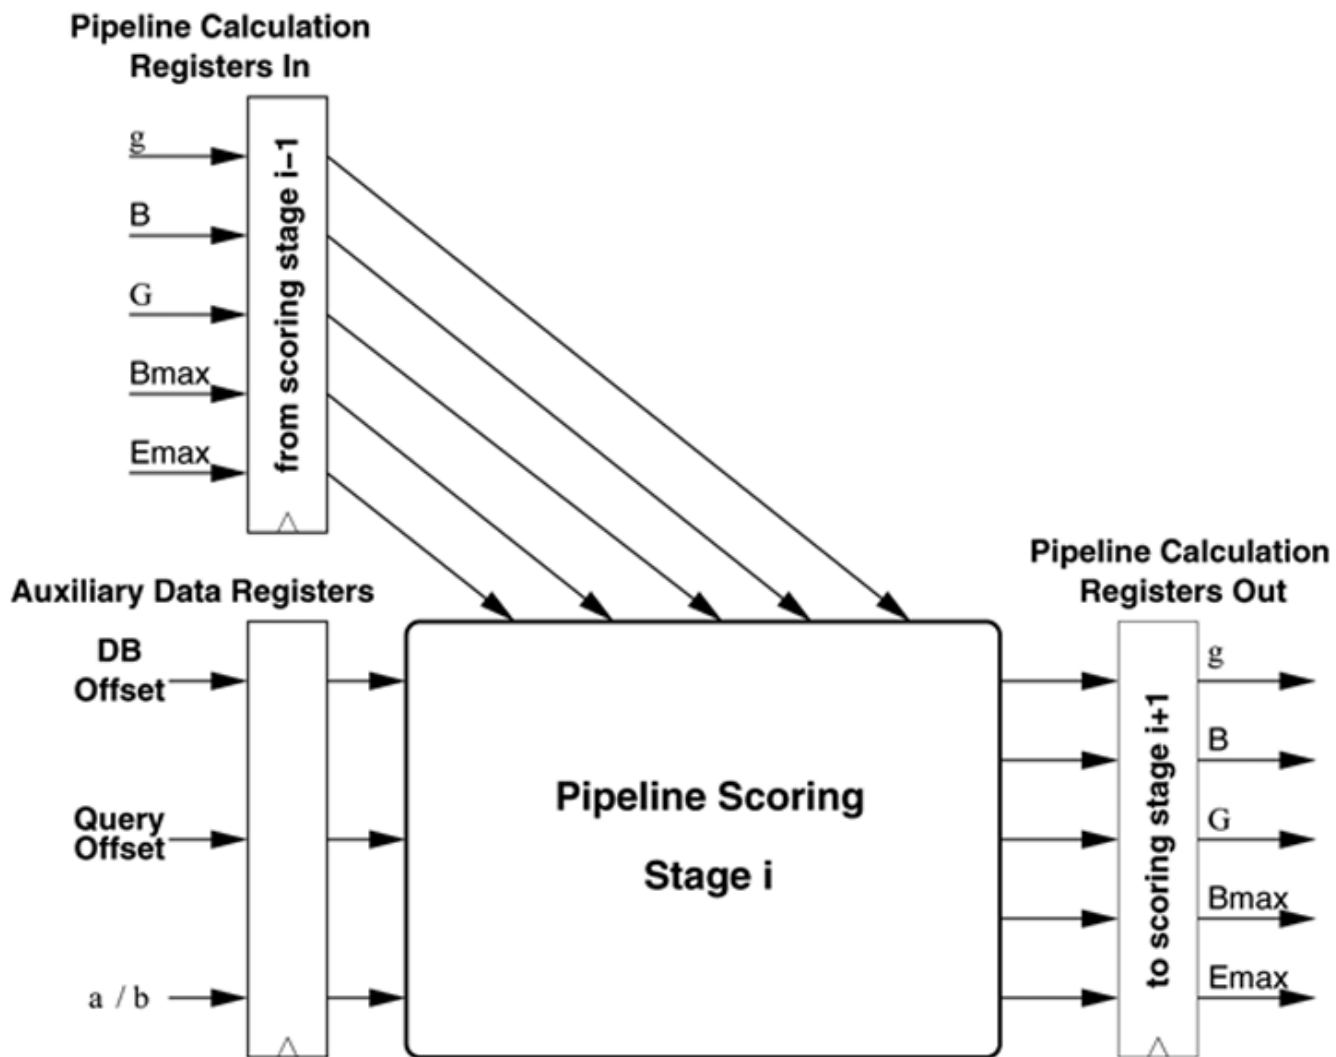 Pipeline Calculation
Registers In
g
B
G
Bmax
Emax
from scoring stage i−1
Auxiliary Data Registers
DB
Offset
Query
Offset
a / b
Pipeline Scoring
Stage i
Pipeline Calculation
Registers Out
to scoring stage i+1
g
B
G
Bmax
Emax